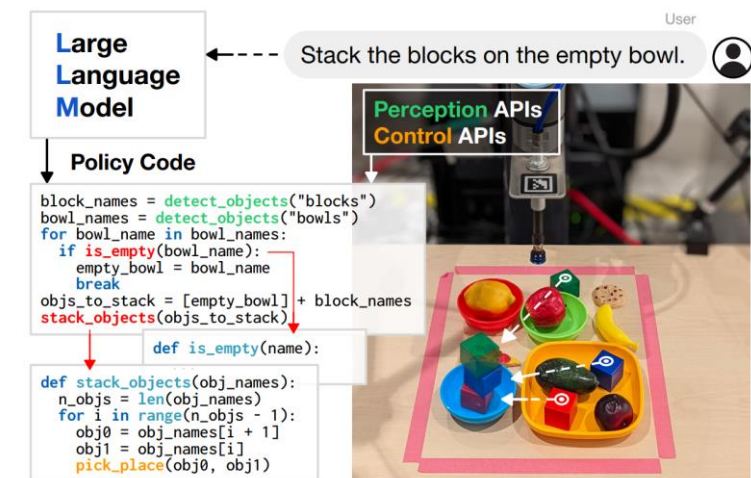 User
Large
Language
Model
Stack the blocks on the empty bowl.
Perception APIs
Control APIs
Policy Code
block_names = detect_objects("blocks")
bowl_names = detect_objects("bowls")
for bowl_name in bowl_names:
  if is_empty(bowl_name):
    empty_bowl = bowl_name
    break
objs_to_stack = [empty_bowl] + block_names
stack_objects(objs_to_stack)
def is_empty(name):
def stack_objects(obj_names):
  n_objs = len(obj_names)
  for i in range(n_objs - 1):
    obj0 = obj_names[i + 1]
    obj1 = obj_names[i]
    pick_place(obj0, obj1)